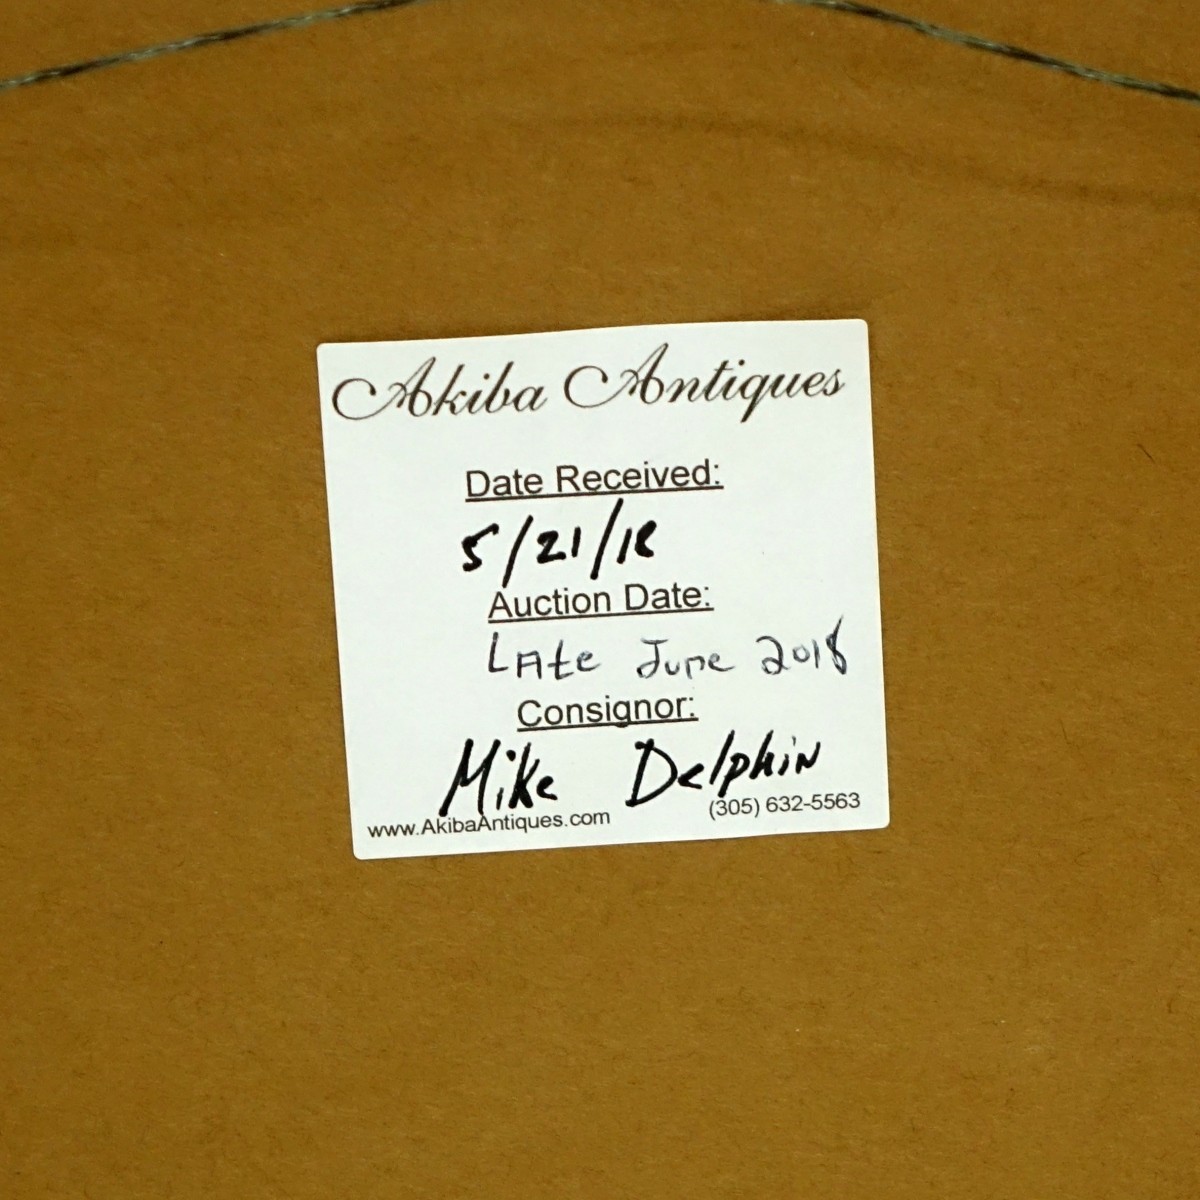 Akiba Antiques
Date Received:
5/21/18
Auction Date:
LAte June 2018
Consignor:
Mike Delphin
www.AkibaAntiques.com
(305) 632-5563